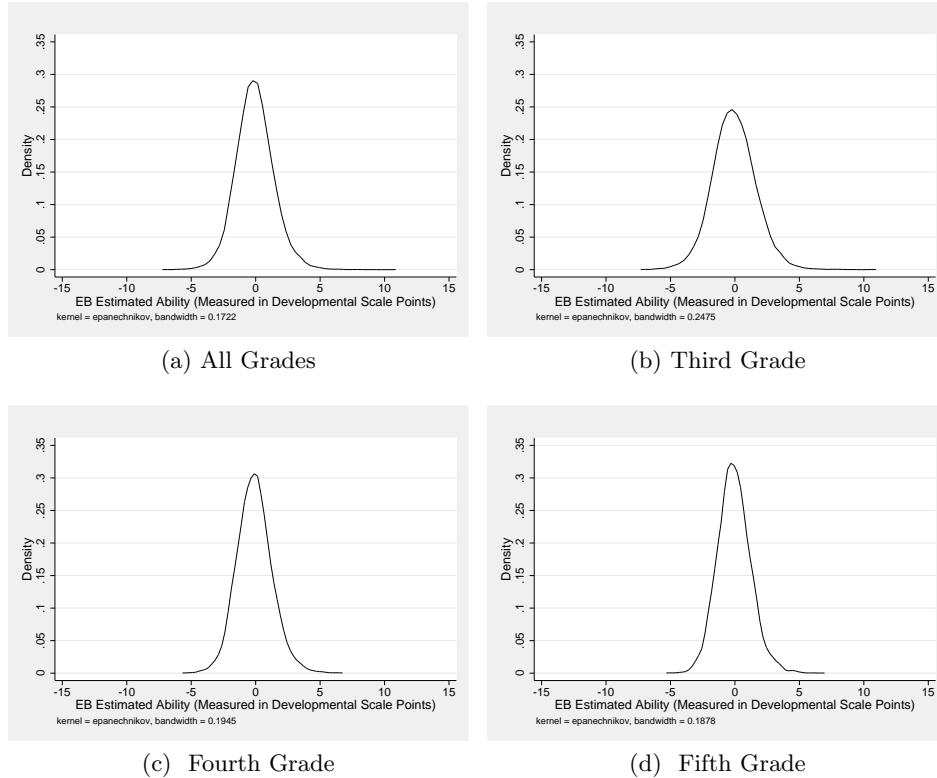 .35
.3
.25
.2
.15
.1
.05
0
Density
-15 -10 -5 0 5 10 15
EB Estimated Ability (Measured in Developmental Scale Points)
kernel = epanechnikov, bandwidth = 0.1722
(a) All Grades
.35
.3
.25
.2
.15
.1
.05
0
Density
-15 -10 -5 0 5 10 15
EB Estimated Ability (Measured in Developmental Scale Points)
kernel = epanechnikov, bandwidth = 0.2475
(b) Third Grade
.35
.3
.25
.2
.15
.1
.05
0
Density
-15 -10 -5 0 5 10 15
EB Estimated Ability (Measured in Developmental Scale Points)
kernel = epanechnikov, bandwidth = 0.1945
(c) Fourth Grade
.35
.3
.25
.2
.15
.1
.05
0
Density
-15 -10 -5 0 5 10 15
EB Estimated Ability (Measured in Developmental Scale Points)
kernel = epanechnikov, bandwidth = 0.1878
(d) Fifth Grade